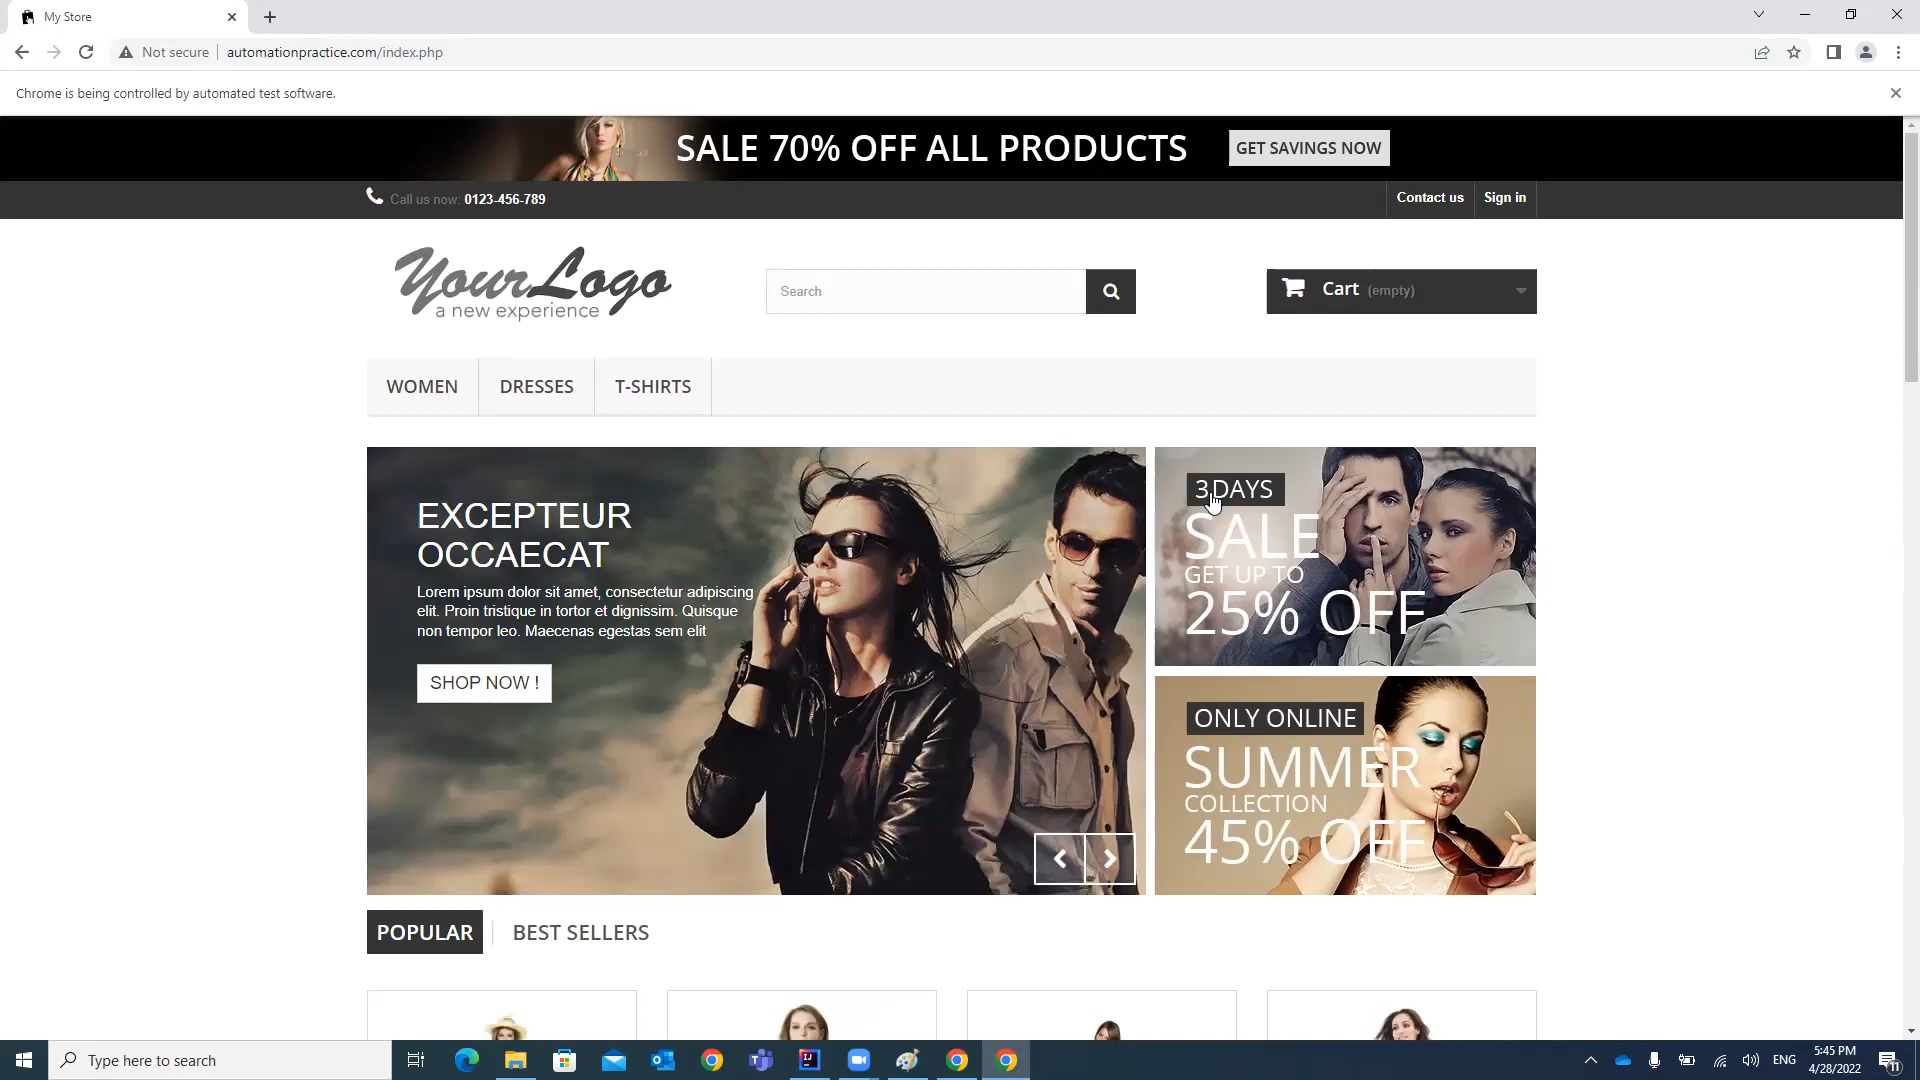 My Store
Not secure
automationpractice.com/index.php
Chrome is being controlled by automated test software.
SALE 70% OFF ALL PRODUCTS
GET SAVINGS NOW
Call us now: 0123-456-789
Contact us
Sign in
Your Logo
a new experience
Search
Cart (empty)
WOMEN
DRESSES
T-SHIRTS
EXCEPTEUR
OCCAECAT
Lorem ipsum dolor sit amet, consectetur adipiscing
elit. Proin tristique in tortor et dignissim. Quisque
non tempor leo. Maecenas egestas sem elit
SHOP NOW !
3DAYS
SALE
GET UP TO
25% OFF
ONLY ONLINE
SUMMER
COLLECTION
45% OFF
POPULAR
BEST SELLERS
Type here to search
ENG
5:45 PM
4/28/2022
11